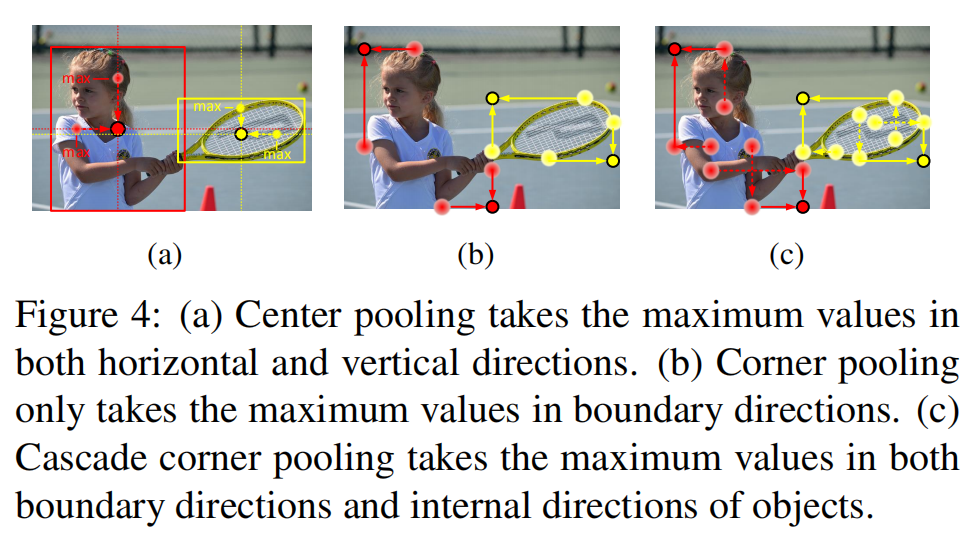 max
max
max
max
(a)
(b)
(c)
Figure 4: (a) Center pooling takes the maximum values in
both horizontal and vertical directions. (b) Corner pooling
only takes the maximum values in boundary directions. (c)
Cascade corner pooling takes the maximum values in both
boundary directions and internal directions of objects.